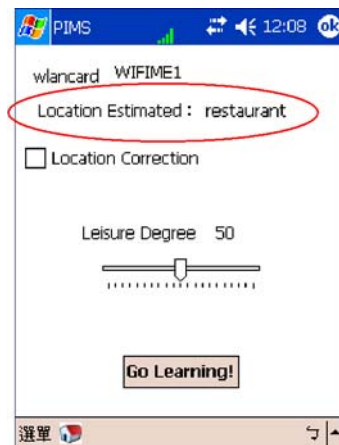 PIMS 12:08 ok
wlancard WIFIME1
Location Estimated : restaurant
Location Correction
Leisure Degree 50
Go Learning!
選單 ㄅ